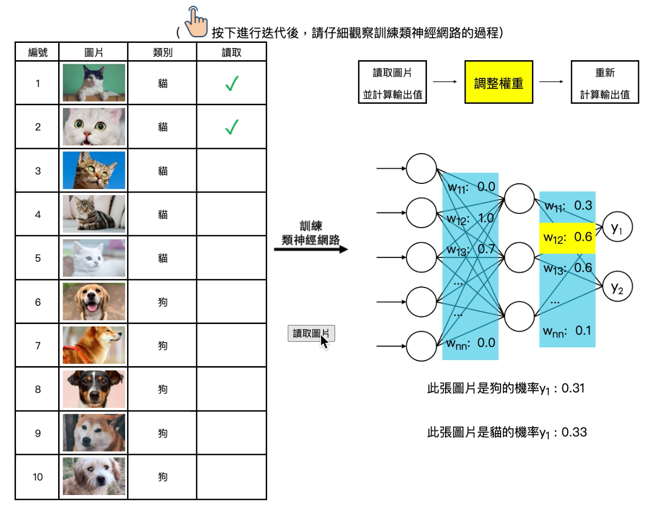 ( 按下進行迭代後，請仔細觀察訓練類神經網路的過程)
編號 圖片 類別 讀取
1 貓 ✓
2 貓 ✓
3 貓
4 貓
5 貓
6 狗
7 狗
8 狗
9 狗
10 狗
訓練
類神經網路
讀取圖片
讀取圖片
並計算輸出值
調整權重
重新
計算輸出值
w11: 0.0
w12: 1.0
w13: 0.7
...
...
wnn: 0.0
w11: 0.3
w12: 0.6
w13: 0.6
...
wnn: 0.1
y1
y2
此張圖片是狗的機率y1 : 0.31
此張圖片是貓的機率y1 : 0.33